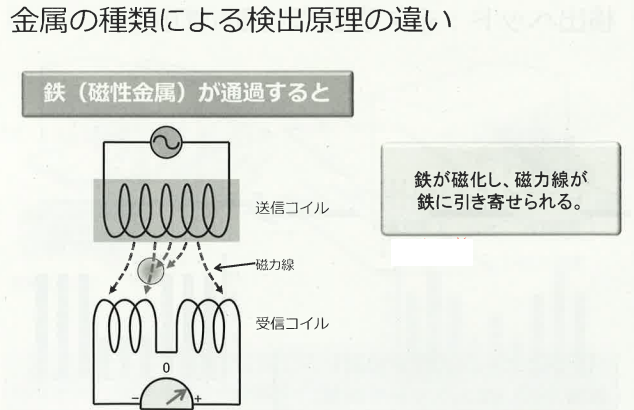 金属の種類による検出原理の違い
鉄（磁性金属）が通過すると
鉄が磁化し、磁力線が
鉄に引き寄せられる。
送信コイル
磁力線
受信コイル
0
− +